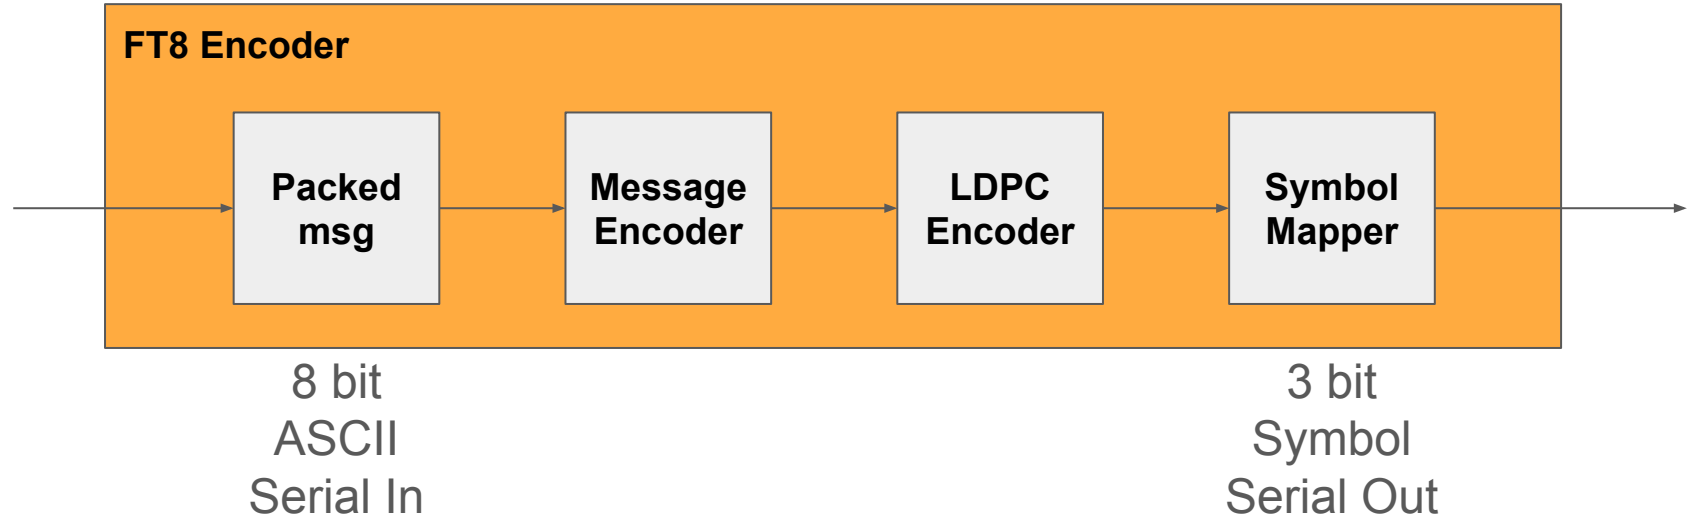 FT8 Encoder
Packed
msg
Message
Encoder
LDPC
Encoder
Symbol
Mapper
8 bit
ASCII
Serial In
3 bit
Symbol
Serial Out